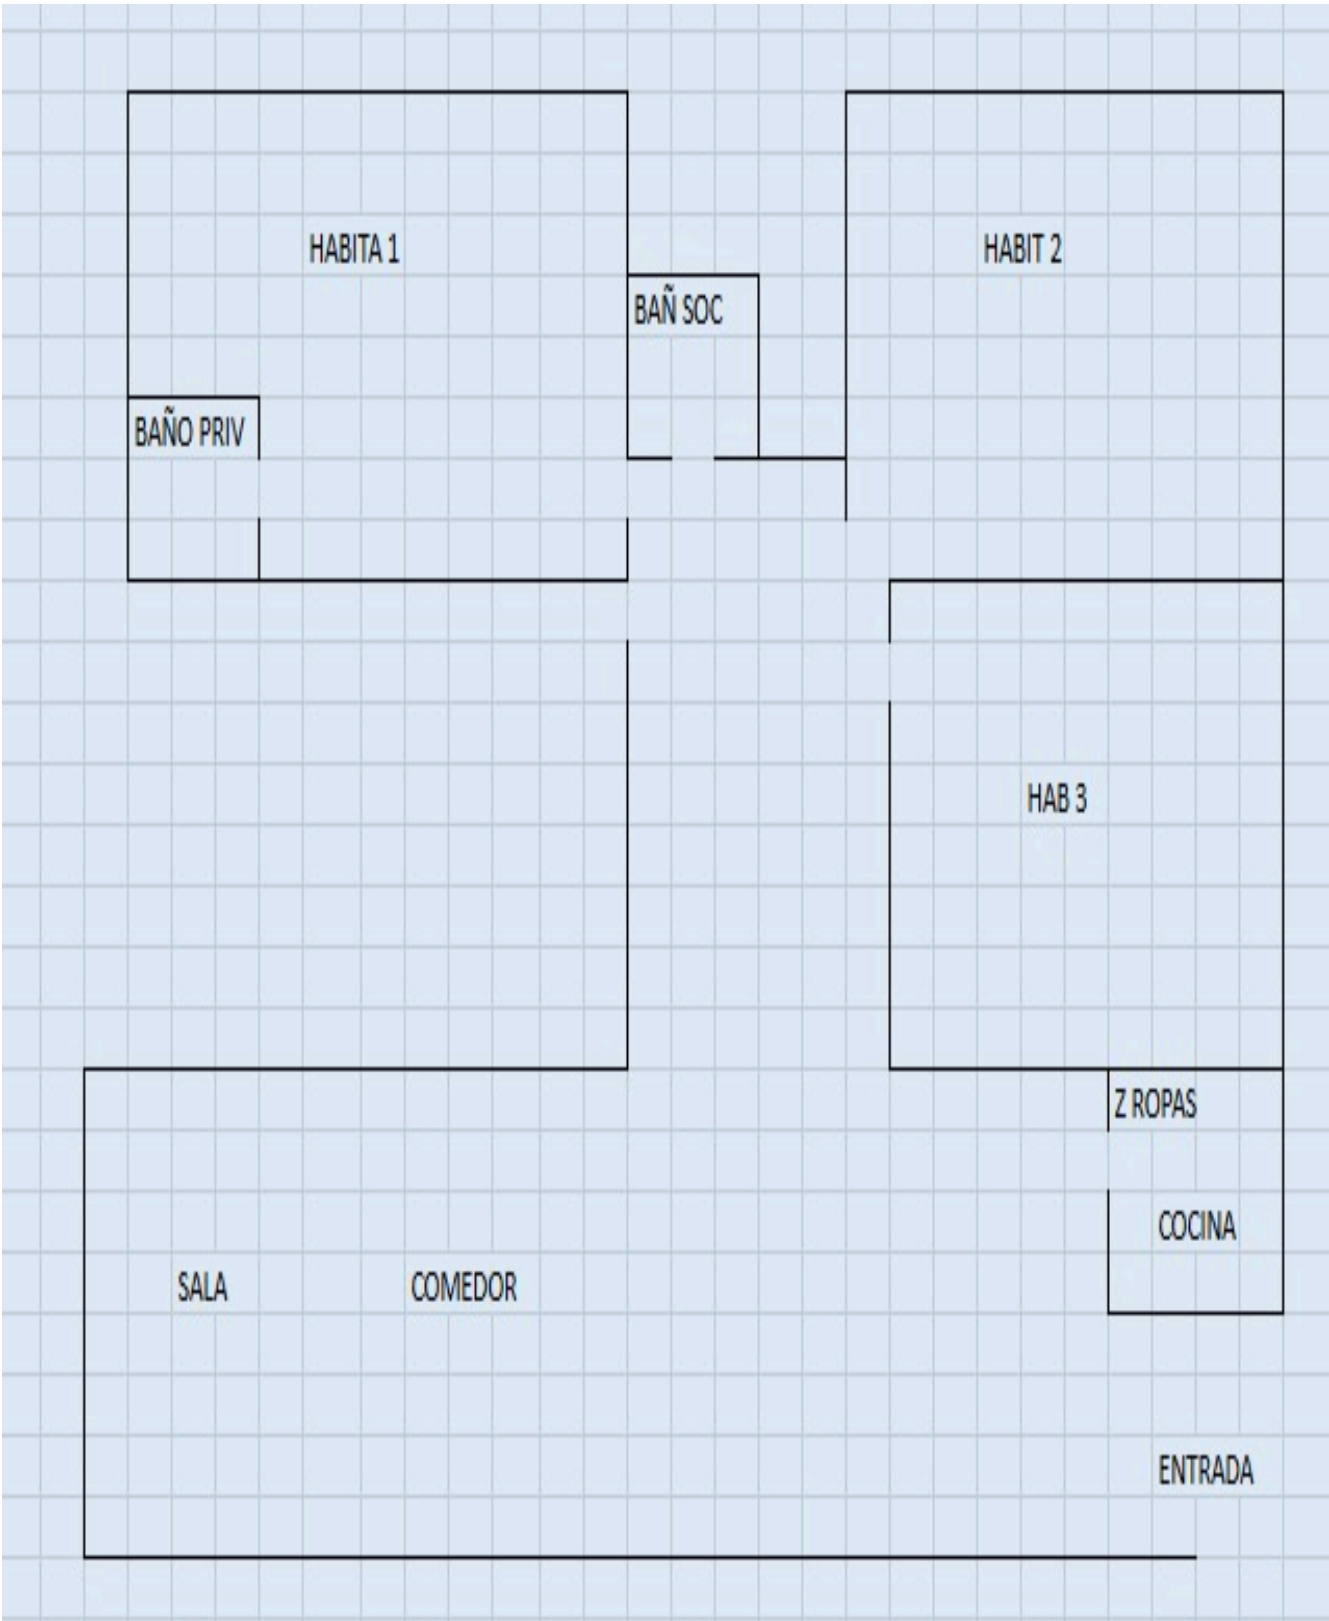 HABITA 1
HABIT 2
BAÑ SOC
BAÑO PRIV
HAB 3
Z ROPAS
COCINA
SALA
COMEDOR
ENTRADA